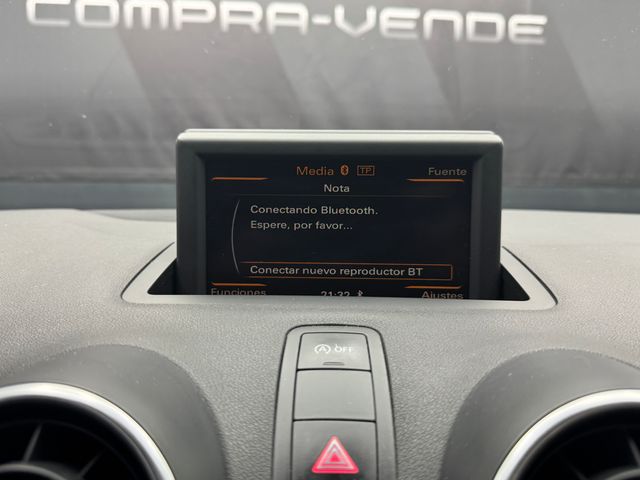 COMPRA-VENDE
Media TP Fuente
Nota
Conectando Bluetooth.
Espere, por favor...
Conectar nuevo reproductor BT
Funciones 21:32 Ajustes
A OFF